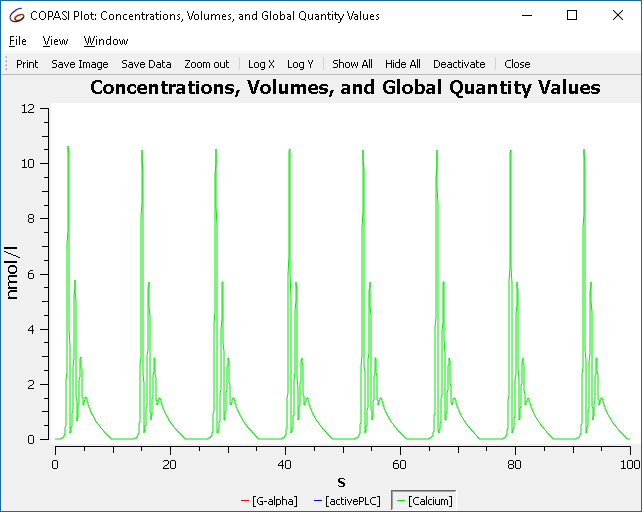 COPASI Plot: Concentrations, Volumes, and Global Quantity Values
File View Window
Print Save Image Save Data Zoom out Log X Log Y Show All Hide All Deactivate Close
Concentrations, Volumes, and Global Quantity Values
12
10
8
6
4
2
0
nmol/l
0 20 40 60 80 100
s
[G-alpha] [activePLC] [Calcium]